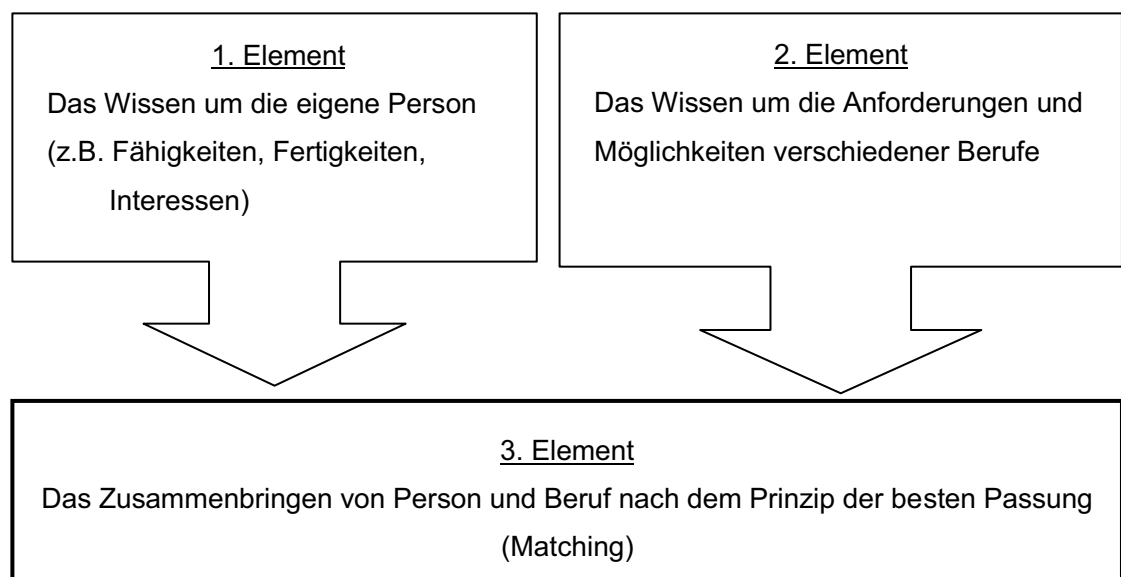 1. Element
Das Wissen um die eigene Person
(z.B. Fähigkeiten, Fertigkeiten,
Interessen)
2. Element
Das Wissen um die Anforderungen und
Möglichkeiten verschiedener Berufe
3. Element
Das Zusammenbringen von Person und Beruf nach dem Prinzip der besten Passung
(Matching)